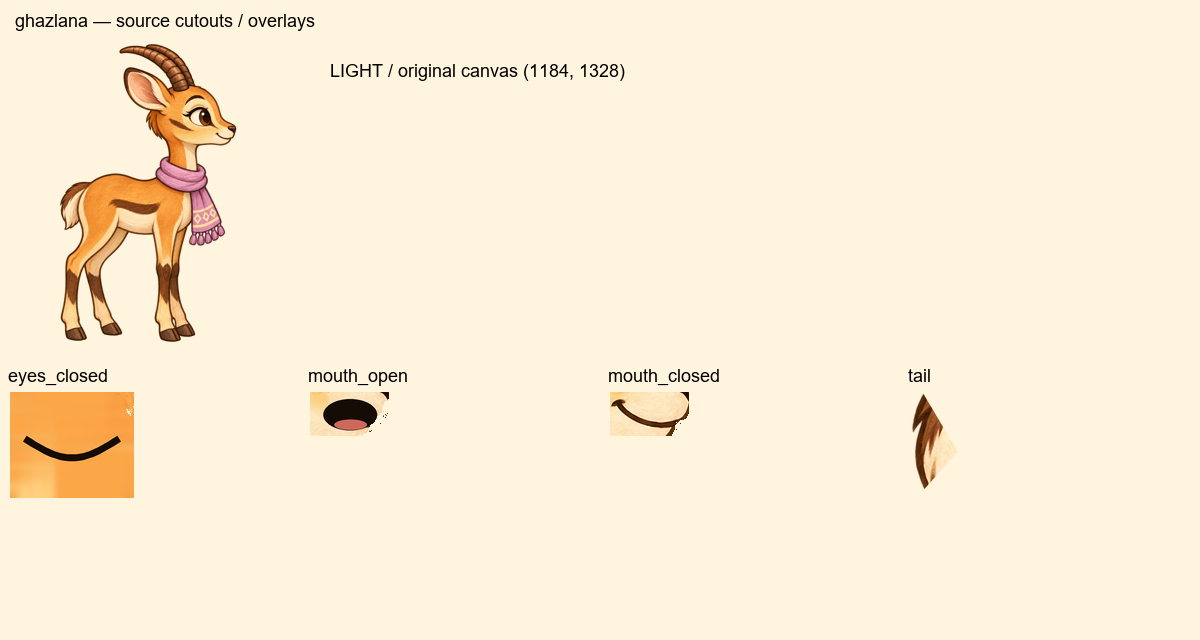 ghazlana — source cutouts / overlays
LIGHT / original canvas (1184, 1328)
eyes_closed
mouth_open
mouth_closed
tail